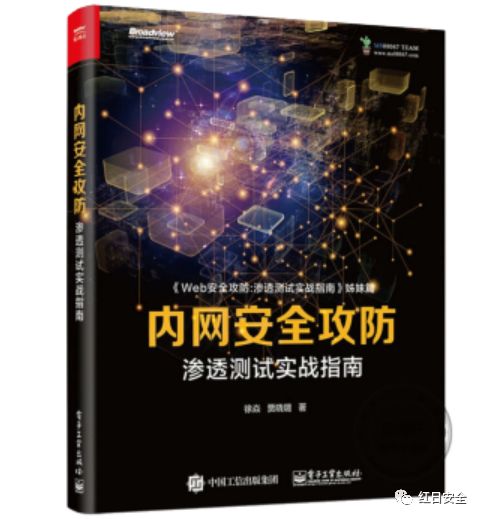 Broadview
MS08067 TEAM
www.ms08067.com
内网安全攻防
渗透测试实战指南
《Web安全攻防:渗透测试实战指南》姊妹篇
内网安全攻防
渗透测试实战指南
徐焱 贾晓璐 著
中国工信出版集团
电子工业出版社
红日安全